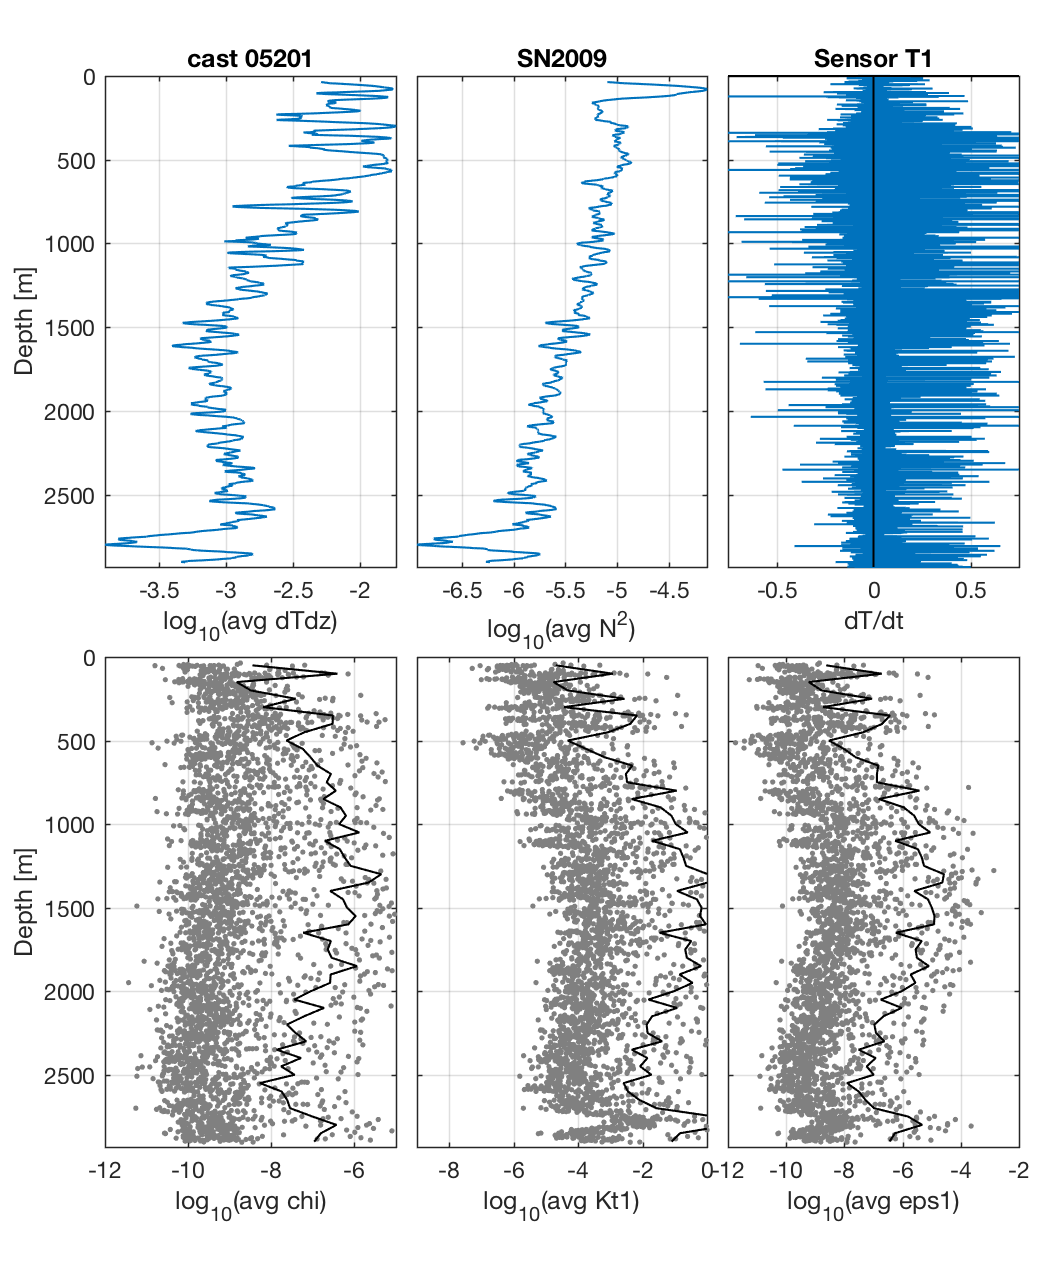 cast 05201 SN2009 Sensor T1
0
500
1000
1500
2000
2500
Depth [m]
-3.5 -3 -2.5 -2 -6.5 -6 -5.5 -5 -4.5 -0.5 0 0.5
log10(avg dTdz) log10(avg N2) dT/dt
0
500
1000
1500
2000
2500
Depth [m]
-12 -10 -8 -6 -8 -6 -4 -2 0 -12 -10 -8 -6 -4 -2
log10(avg chi) log10(avg Kt1) log10(avg eps1)